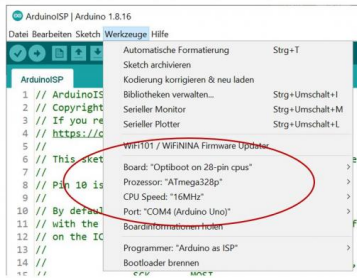 ArduinoISP | Arduino 1.8.16
Datei Bearbeiten Sketch Werkzeuge Hilfe
Automatische Formatierung Strg+T
Sketch archivieren
ArduinoISP
Kodierung korrigieren & neu laden
1 // ArduinoIS
Bibliotheken verwalten... Strg+Umschalt+I
2 // Copyright
Serieller Monitor Strg+Umschalt+M
3 // If you re
Serieller Plotter Strg+Umschalt+L
4 // https://o
5 //
WiFi101 / WiFiNINA Firmware Updater
6 // This sket
Board: "Optiboot on 28-pin cpus"
7 //
Prozessor: "ATmega328p"
8 // Pin 10 is
CPU Speed: "16MHz"
9 //
Port: "COM4 (Arduino Uno)"
10 // By defaul
11 // with the
Boardinformationen holen
12 // on the IC
13 //
Programmer: "Arduino as ISP"
14 //
Bootloader brennen
15 // SCK MOST